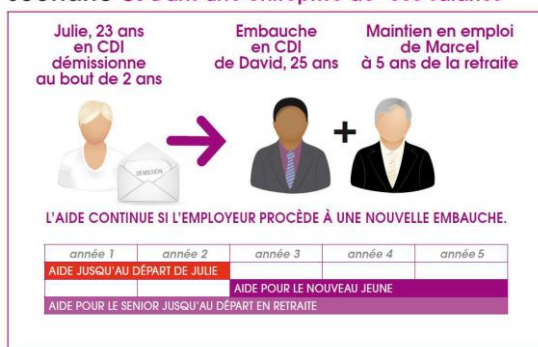 Julie, 23 ans
en CDI
démissionne
au bout de 2 ans
Embauche
en CDI
de David, 25 ans
Maintien en emploi
de Marcel
à 5 ans de la retraite
DÉMISSION
+
L'AIDE CONTINUE SI L'EMPLOYEUR PROCÈDE À UNE NOUVELLE EMBAUCHE.
année 1 année 2 année 3 année 4 année 5
AIDE JUSQU'AU DÉPART DE JULIE
AIDE POUR LE NOUVEAU JEUNE
AIDE POUR LE SENIOR JUSQU'AU DÉPART EN RETRAITE